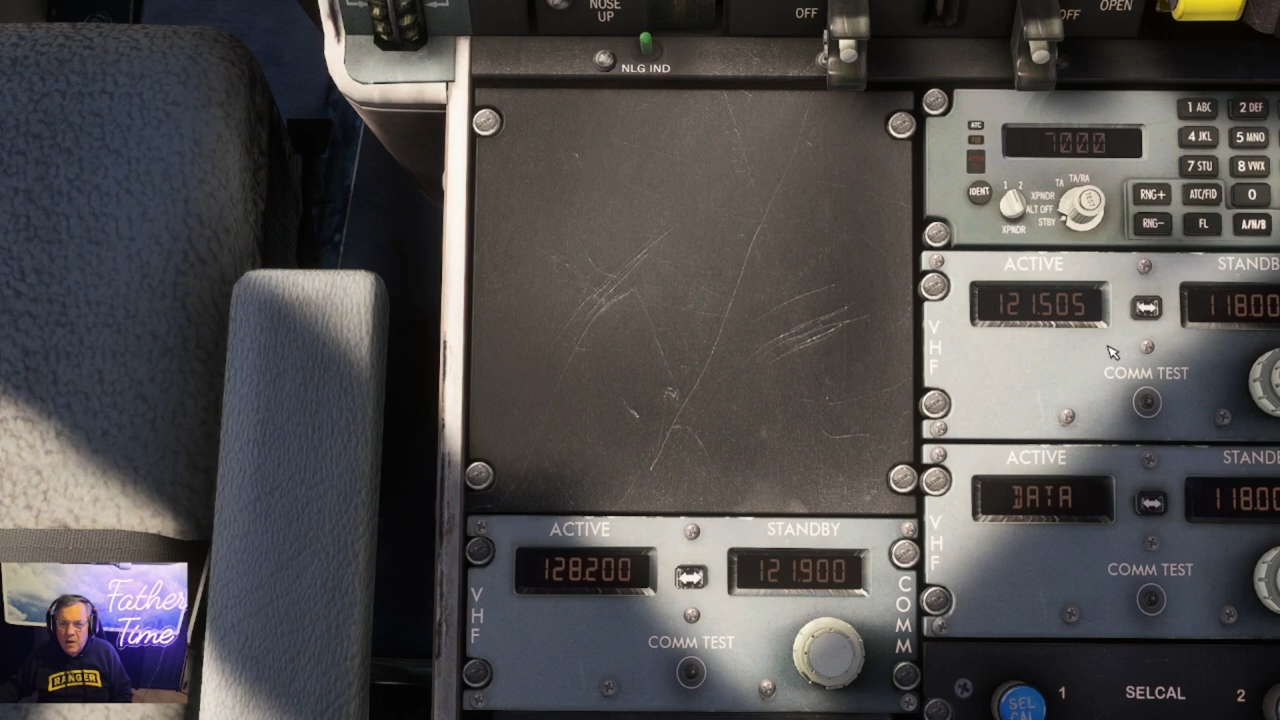 NOSE
UP
OFF
OFF
OPEN
NLG IND
ATC
7000
1 ABC
2 DEF
4 JKL
5 MNO
7 STU
8 VWX
RNG+
ATC/FID
0
RNG-
FL
A/N/B
IDENT
1 2
TA
TA/RA
XPNDR
ALT OFF
STBY
XPNDR
ACTIVE
STANDB
121.505
118.00
VHF
COMM TEST
ACTIVE
STANDB
DATA
118.00
VHF
COMM TEST
ACTIVE
STANDBY
128.200
121.900
VHF
COMM
COMM TEST
SEL
CAL
1
SELCAL
2
Father
Time
RANGER